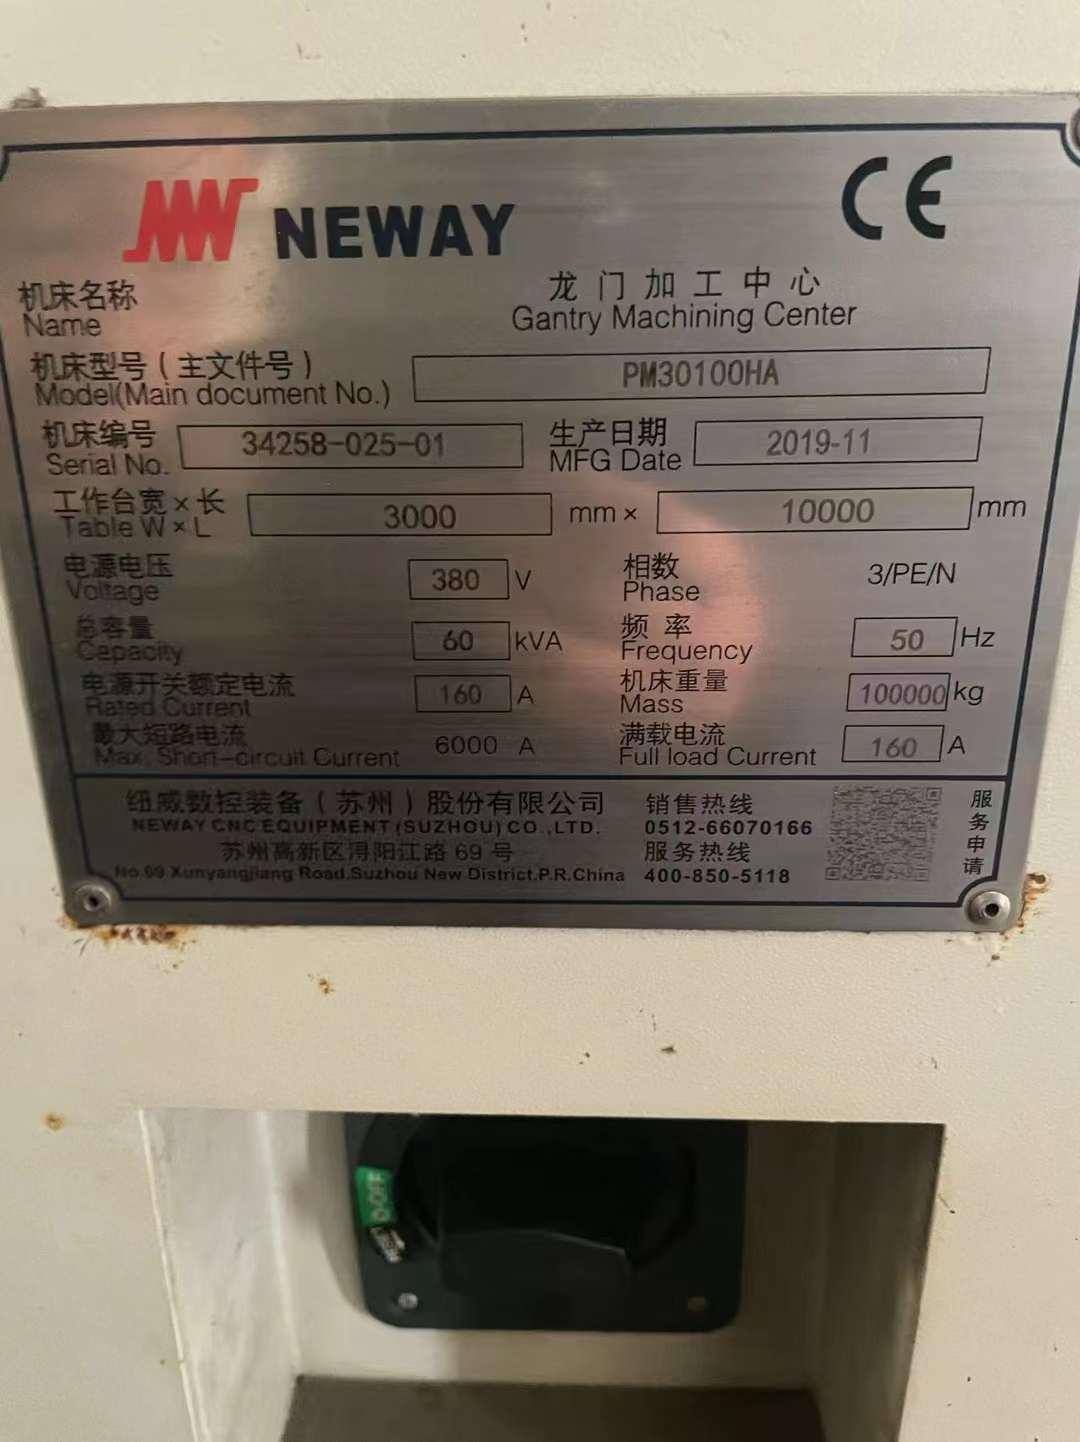 NEWAY CE
机床名称 龙门加工中心
Name Gantry Machining Center
机床型号(主文件号) PM30100HA
Model(Main document No.)
机床编号 34258-025-01 生产日期 2019-11
Serial No. MFG Date
工作台宽×长 3000 mm× 10000 mm
Table W×L
电源电压 380 V 相数 3/PE/N
Voltage Phase
总容量 60 kVA 频率 50 Hz
Capacity Frequency
电源开关额定电流 160 A 机床重量 100000 kg
Rated Current Mass
最大短路电流 6000 A 满载电流 160 A
Max. Short-circuit Current Full load Current
纽威数控装备(苏州)股份有限公司 销售热线
NEWAY CNC EQUIPMENT (SUZHOU) CO.,LTD. 0512-66070166
苏州高新区浔阳江路 69 号 服务热线
No.69 Xunyangjiang Road.Suzhou New District.P.R.China 400-850-5118
服务申请
O-OFF